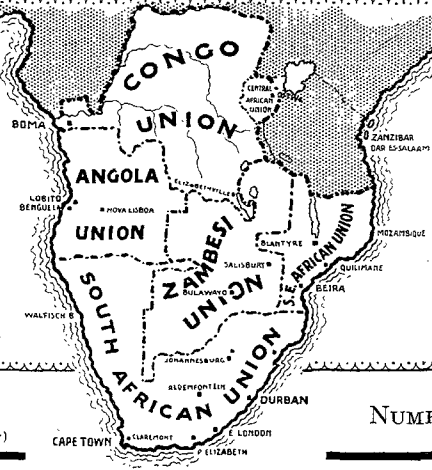 CONGO
UNION
CENTRAL
AFRICAN
UNION
BOMA
ZANZIBAR
DAR ES SALAAM
ANGOLA
UNION
ELIZABETHVILLE
LOBITO
BENGUELA
NOVA LISBOA
ZAMBESI
UNION
BLANTYRE
S.E. AFRICAN UNION
MOZAMBIQUE
SALISBURY
QUILIMANE
BULAWAYO
BEIRA
WALFISCH B
SOUTH AFRICAN UNION
JOHANNESBURG
DURBAN
CAPE TOWN
CLAREMONT
E LONDON
P ELIZABETH
NUM